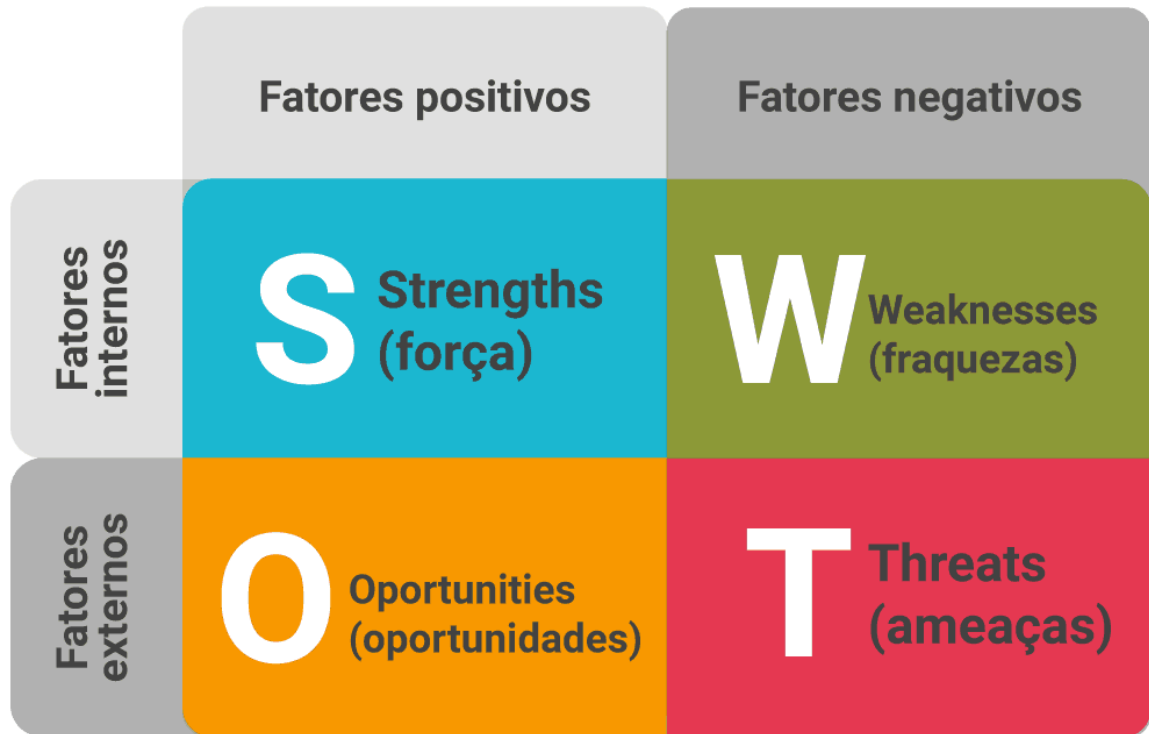 Fatores positivos
Fatores negativos
Fatores
internos
S
Strengths
(força)
W
Weaknesses
(fraquezas)
Fatores
externos
O
Oportunities
(oportunidades)
T
Threats
(ameaças)